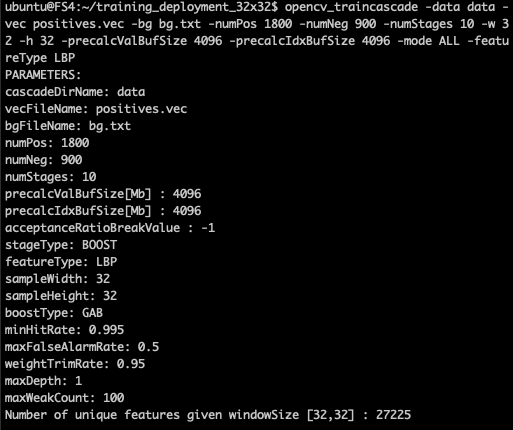 ubuntu@FS4:~/training_deployment_32x32$ opencv_traincascade -data data -
vec positives.vec -bg bg.txt -numPos 1800 -numNeg 900 -numStages 10 -w 3
2 -h 32 -precalcValBufSize 4096 -precalcIdxBufSize 4096 -mode ALL -featu
reType LBP
PARAMETERS:
cascadeDirName: data
vecFileName: positives.vec
bgFileName: bg.txt
numPos: 1800
numNeg: 900
numStages: 10
precalcValBufSize[Mb] : 4096
precalcIdxBufSize[Mb] : 4096
acceptanceRatioBreakValue : -1
stageType: BOOST
featureType: LBP
sampleWidth: 32
sampleHeight: 32
boostType: GAB
minHitRate: 0.995
maxFalseAlarmRate: 0.5
weightTrimRate: 0.95
maxDepth: 1
maxWeakCount: 100
Number of unique features given windowSize [32,32] : 27225